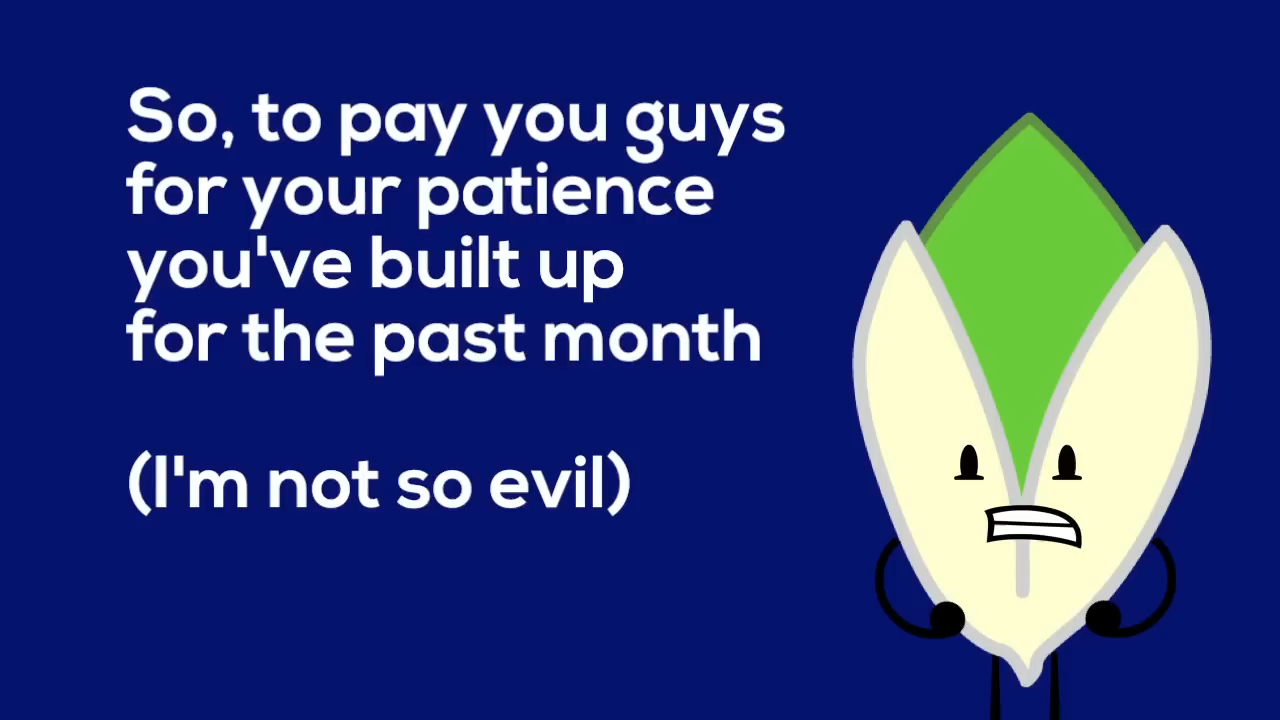 So, to pay you guys
for your patience
you've built up
for the past month
(I'm not so evil)